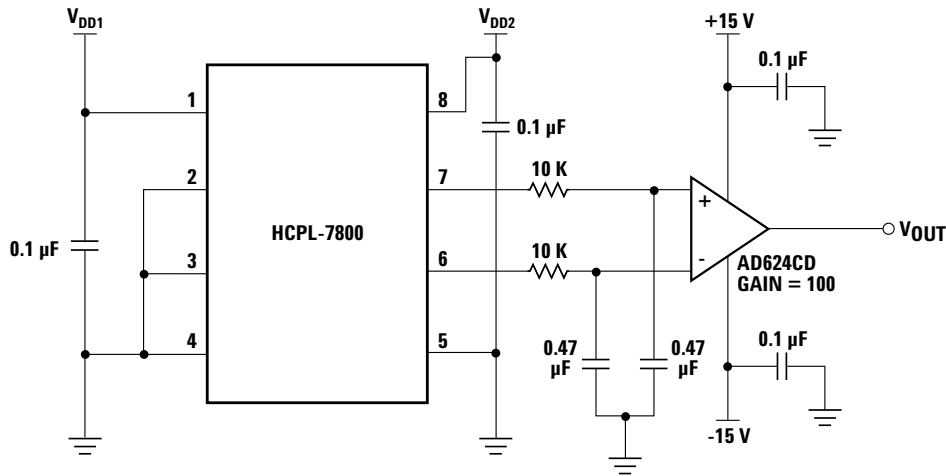 VDD1
VDD2
+15 V
0.1 µF
1
8
0.1 µF
2
7
10 K
HCPL-7800
+
VOUT
0.1 µF
3
6
10 K
-
AD624CD
GAIN = 100
4
5
0.47
µF
0.47
µF
0.1 µF
-15 V